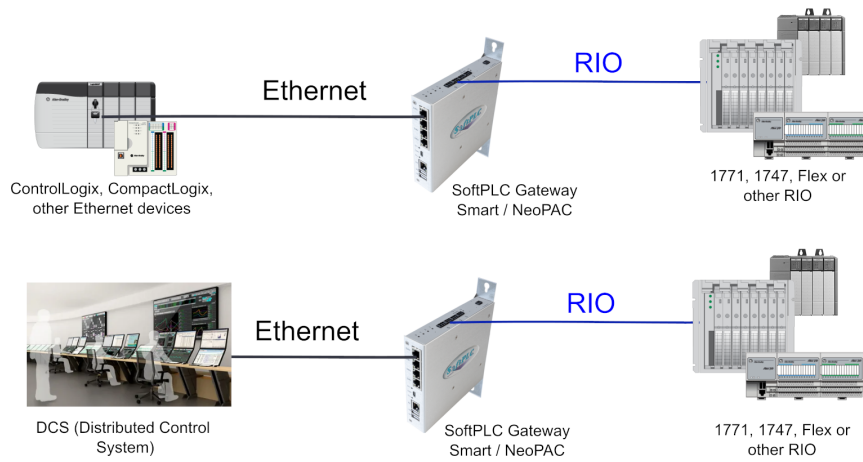 Ethernet
RIO
ControlLogix, CompactLogix,
other Ethernet devices
SoftPLC Gateway
Smart / NeoPAC
1771, 1747, Flex or
other RIO
Ethernet
RIO
DCS (Distributed Control
System)
SoftPLC Gateway
Smart / NeoPAC
1771, 1747, Flex or
other RIO